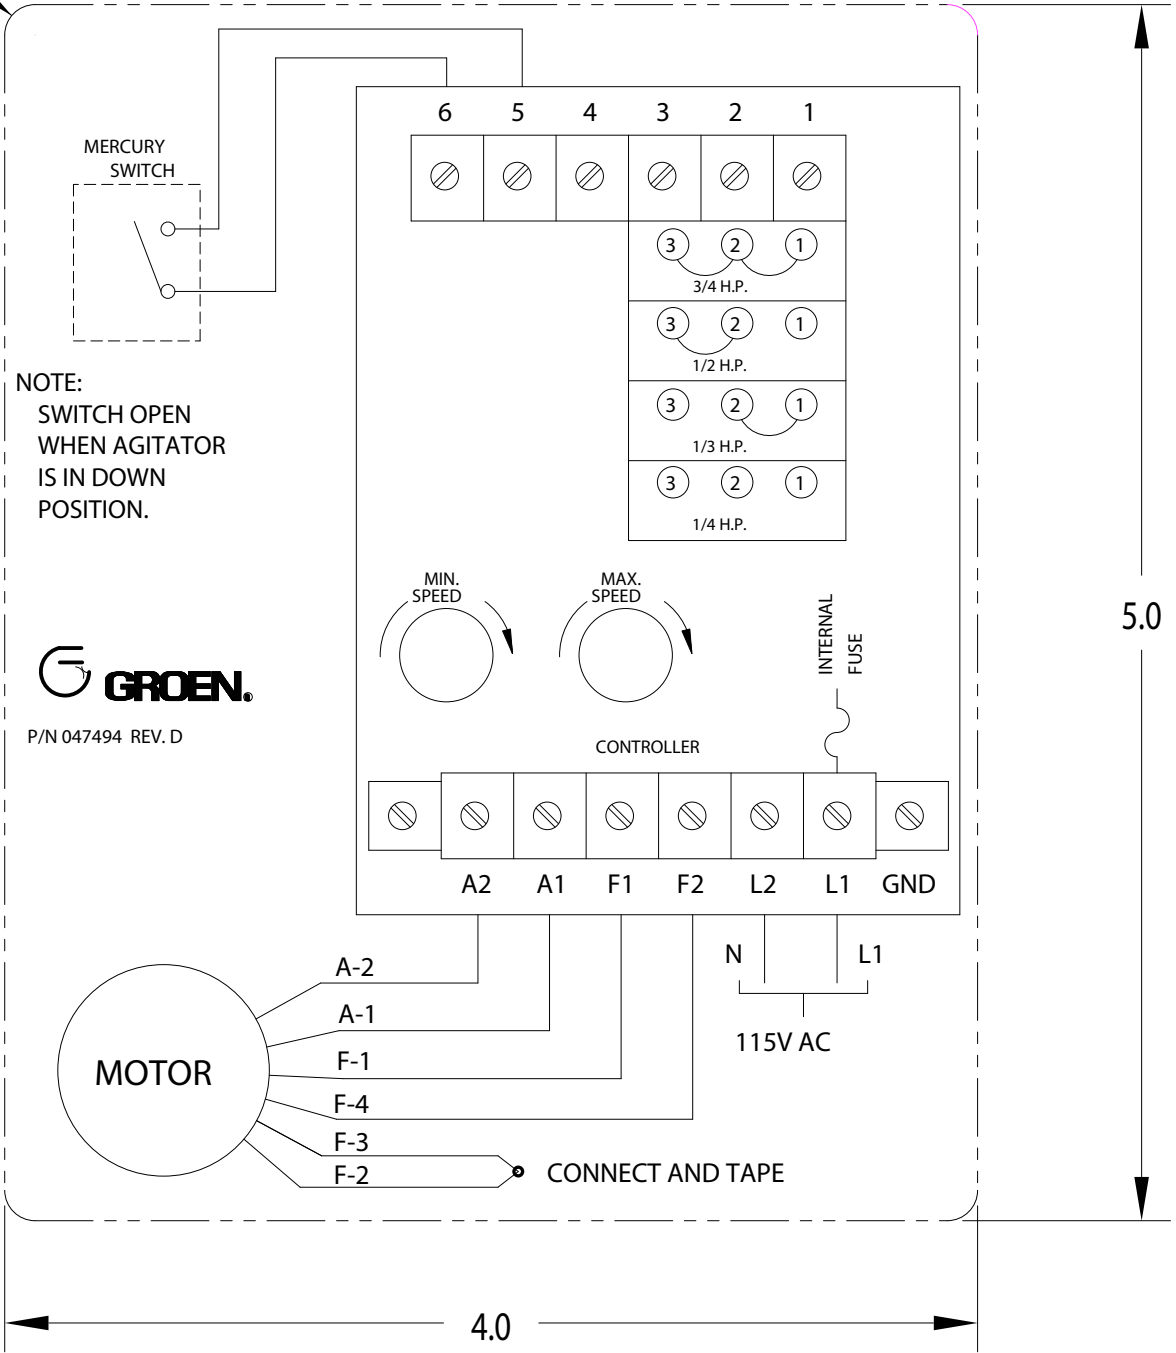 6 5 4 3 2 1
MERCURY
SWITCH
3 2 1
3/4 H.P.
3 2 1
1/2 H.P.
3 2 1
1/3 H.P.
3 2 1
1/4 H.P.
NOTE:
SWITCH OPEN
WHEN AGITATOR
IS IN DOWN
POSITION.
MIN.
SPEED
MAX.
SPEED
INTERNAL
FUSE
5.0
GROEN.
P/N 047494 REV. D
CONTROLLER
A2 A1 F1 F2 L2 L1 GND
N L1
115V AC
MOTOR
A-2
A-1
F-1
F-4
F-3
F-2
CONNECT AND TAPE
4.0